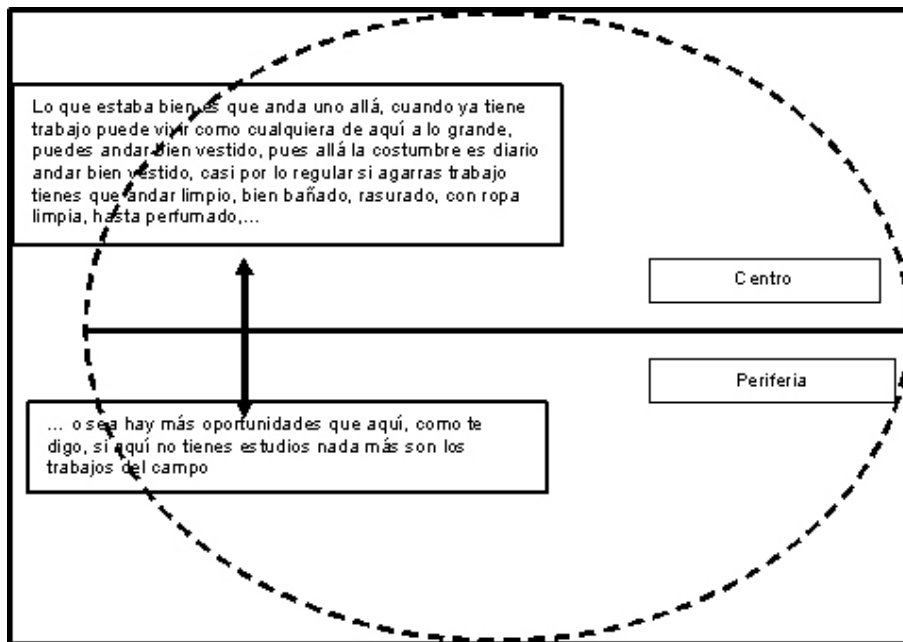 Lo que estaba bien es que anda uno allá, cuando ya tiene
trabajo puede vivir como cualquiera de aquí a lo grande,
puedes andar bien vestido, pues allá la costumbre es diario
andar bien vestido, casi por lo regular si agarras trabajo
tienes que andar limpio, bien bañado, rasurado, con ropa
limpia, hasta perfumado,...
Centro
Periferia
... o sea hay más oportunidades que aquí, como te
digo, si aquí no tienes estudios nada más son los
trabajos del campo